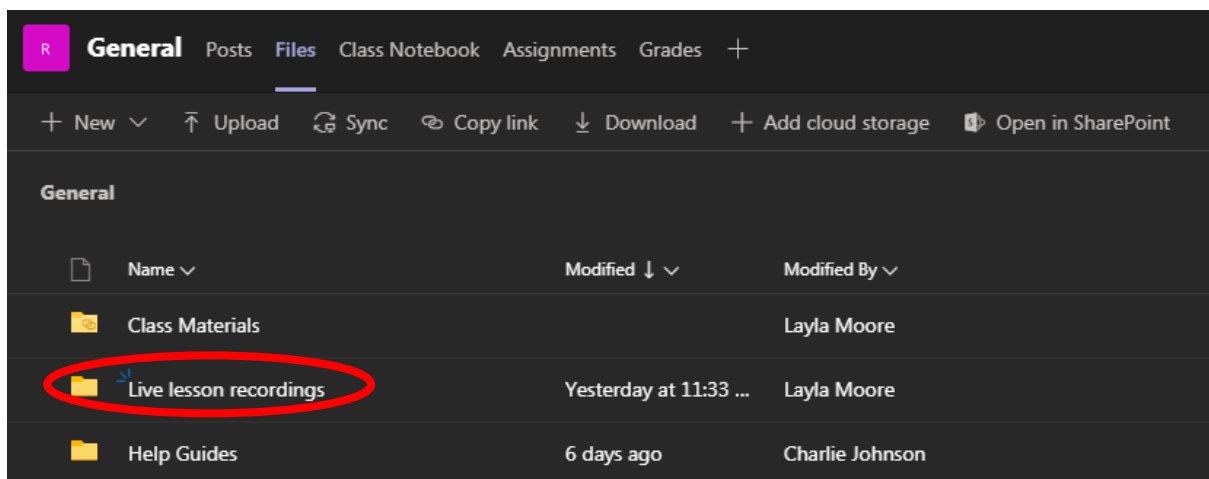 R General Posts Files Class Notebook Assignments Grades +
+ New Upload Sync Copy link Download + Add cloud storage Open in SharePoint
General
Name Modified ↓ Modified By
Class Materials Layla Moore
Live lesson recordings Yesterday at 11:33 ... Layla Moore
Help Guides 6 days ago Charlie Johnson